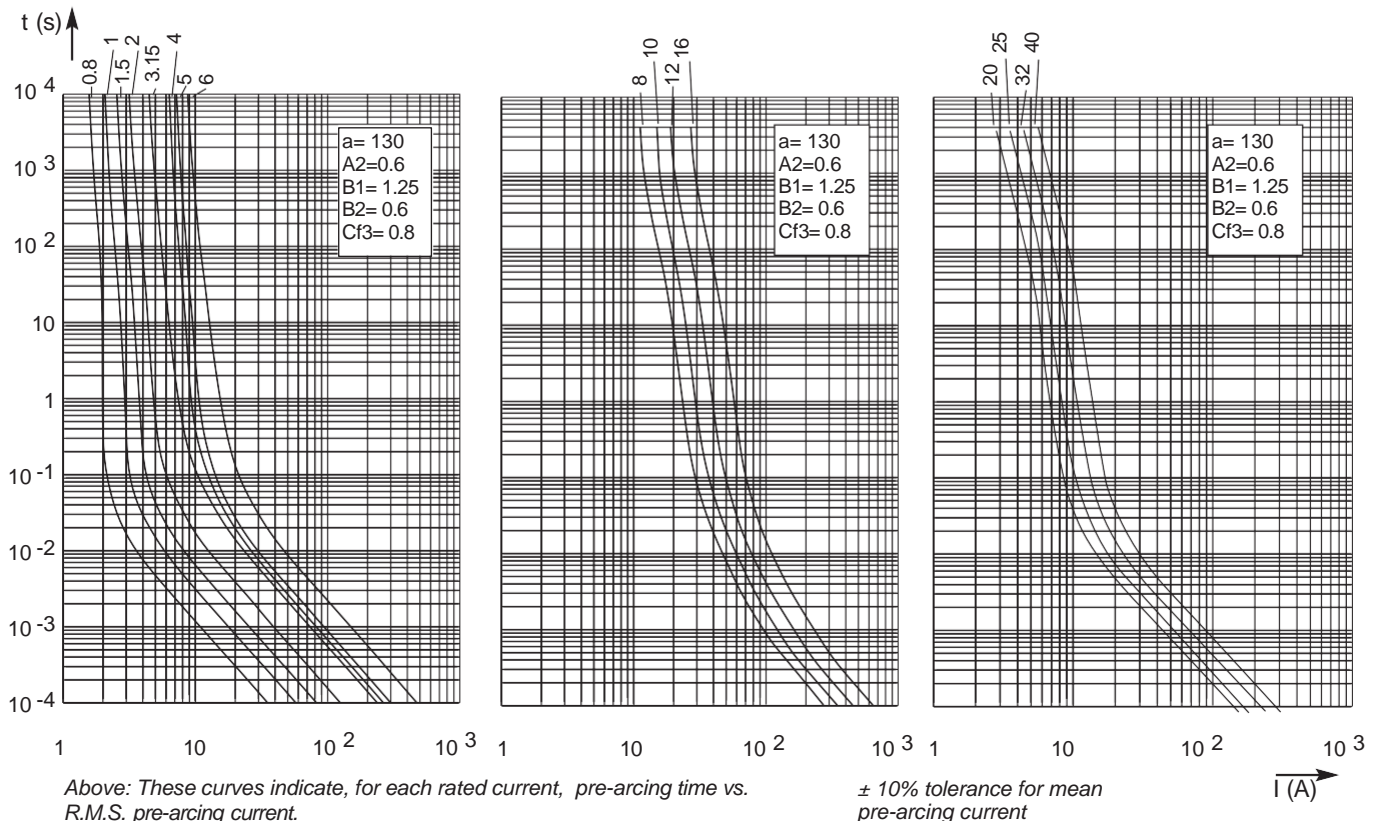 t (s)
0.8
1
1.5
2
3.15
4
5
6
8
10
12
16
20
25
32
40
10 4
10 3
10 2
10
1
10 -1
10 -2
10 -3
10 -4
a= 130
A2=0.6
B1= 1.25
B2= 0.6
Cf3= 0.8
a= 130
A2=0.6
B1= 1.25
B2= 0.6
Cf3= 0.8
a= 130
A2=0.6
B1= 1.25
B2= 0.6
Cf3= 0.8
1 10 10 2 10 3
1 10 10 2 10 3
1 10 10 2 10 3
I (A)
Above: These curves indicate, for each rated current, pre-arcing time vs.
R.M.S. pre-arcing current.
± 10% tolerance for mean
pre-arcing current